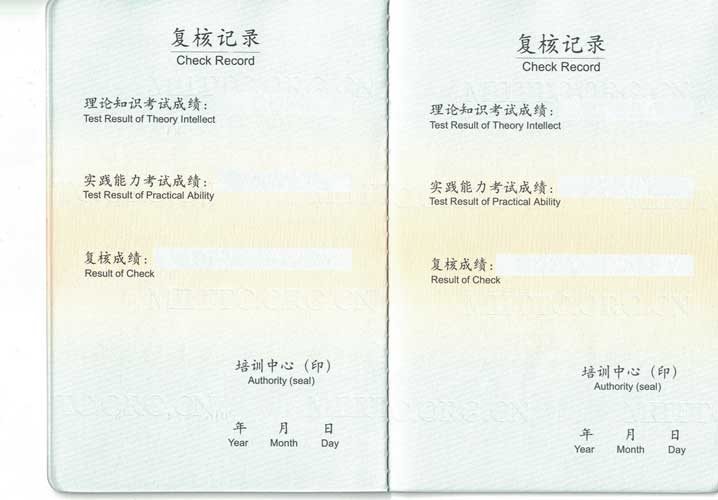 复核记录
Check Record
理论知识考试成绩：
Test Result of Theory Intellect
实践能力考试成绩：
Test Result of Practical Ability
复核成绩：
Result of Check
培训中心（印）
Authority (seal)
年 月 日
Year Month Day
复核记录
Check Record
理论知识考试成绩：
Test Result of Theory Intellect
实践能力考试成绩：
Test Result of Practical Ability
复核成绩：
Result of Check
培训中心（印）
Authority (seal)
年 月 日
Year Month Day